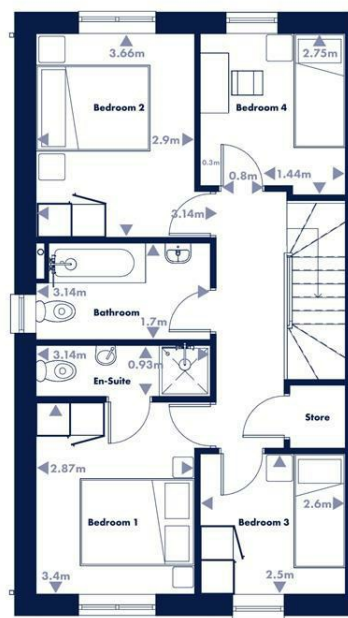 3.66m
2.75m
Bedroom 2
Bedroom 4
2.9m
0.3m
0.8m
1.44m
3.14m
3.14m
Bathroom
1.7m
3.14m
0.93m
En-Suite
Store
2.87m
2.6m
Bedroom 1
Bedroom 3
3.4m
2.5m